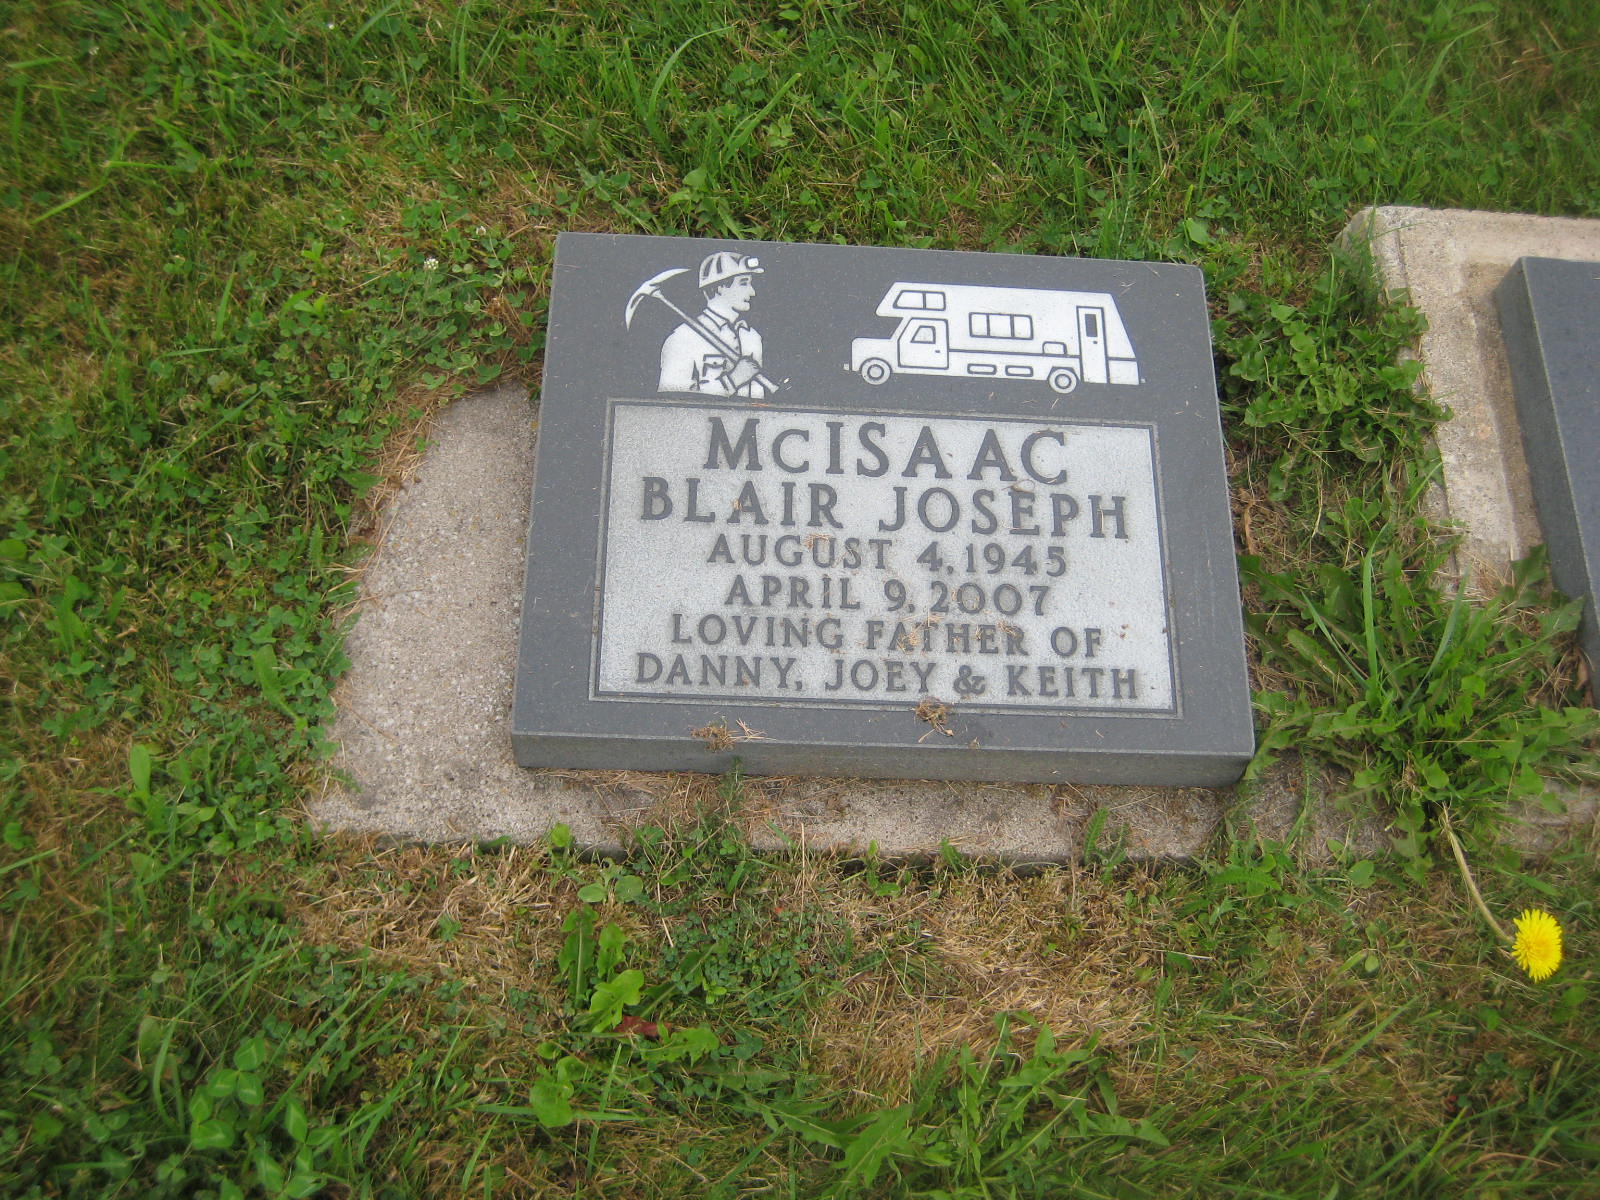 McISAAC
BLAIR JOSEPH
AUGUST 4, 1945
APRIL 9, 2007
LOVING FATHER OF
DANNY, JOEY & KEITH